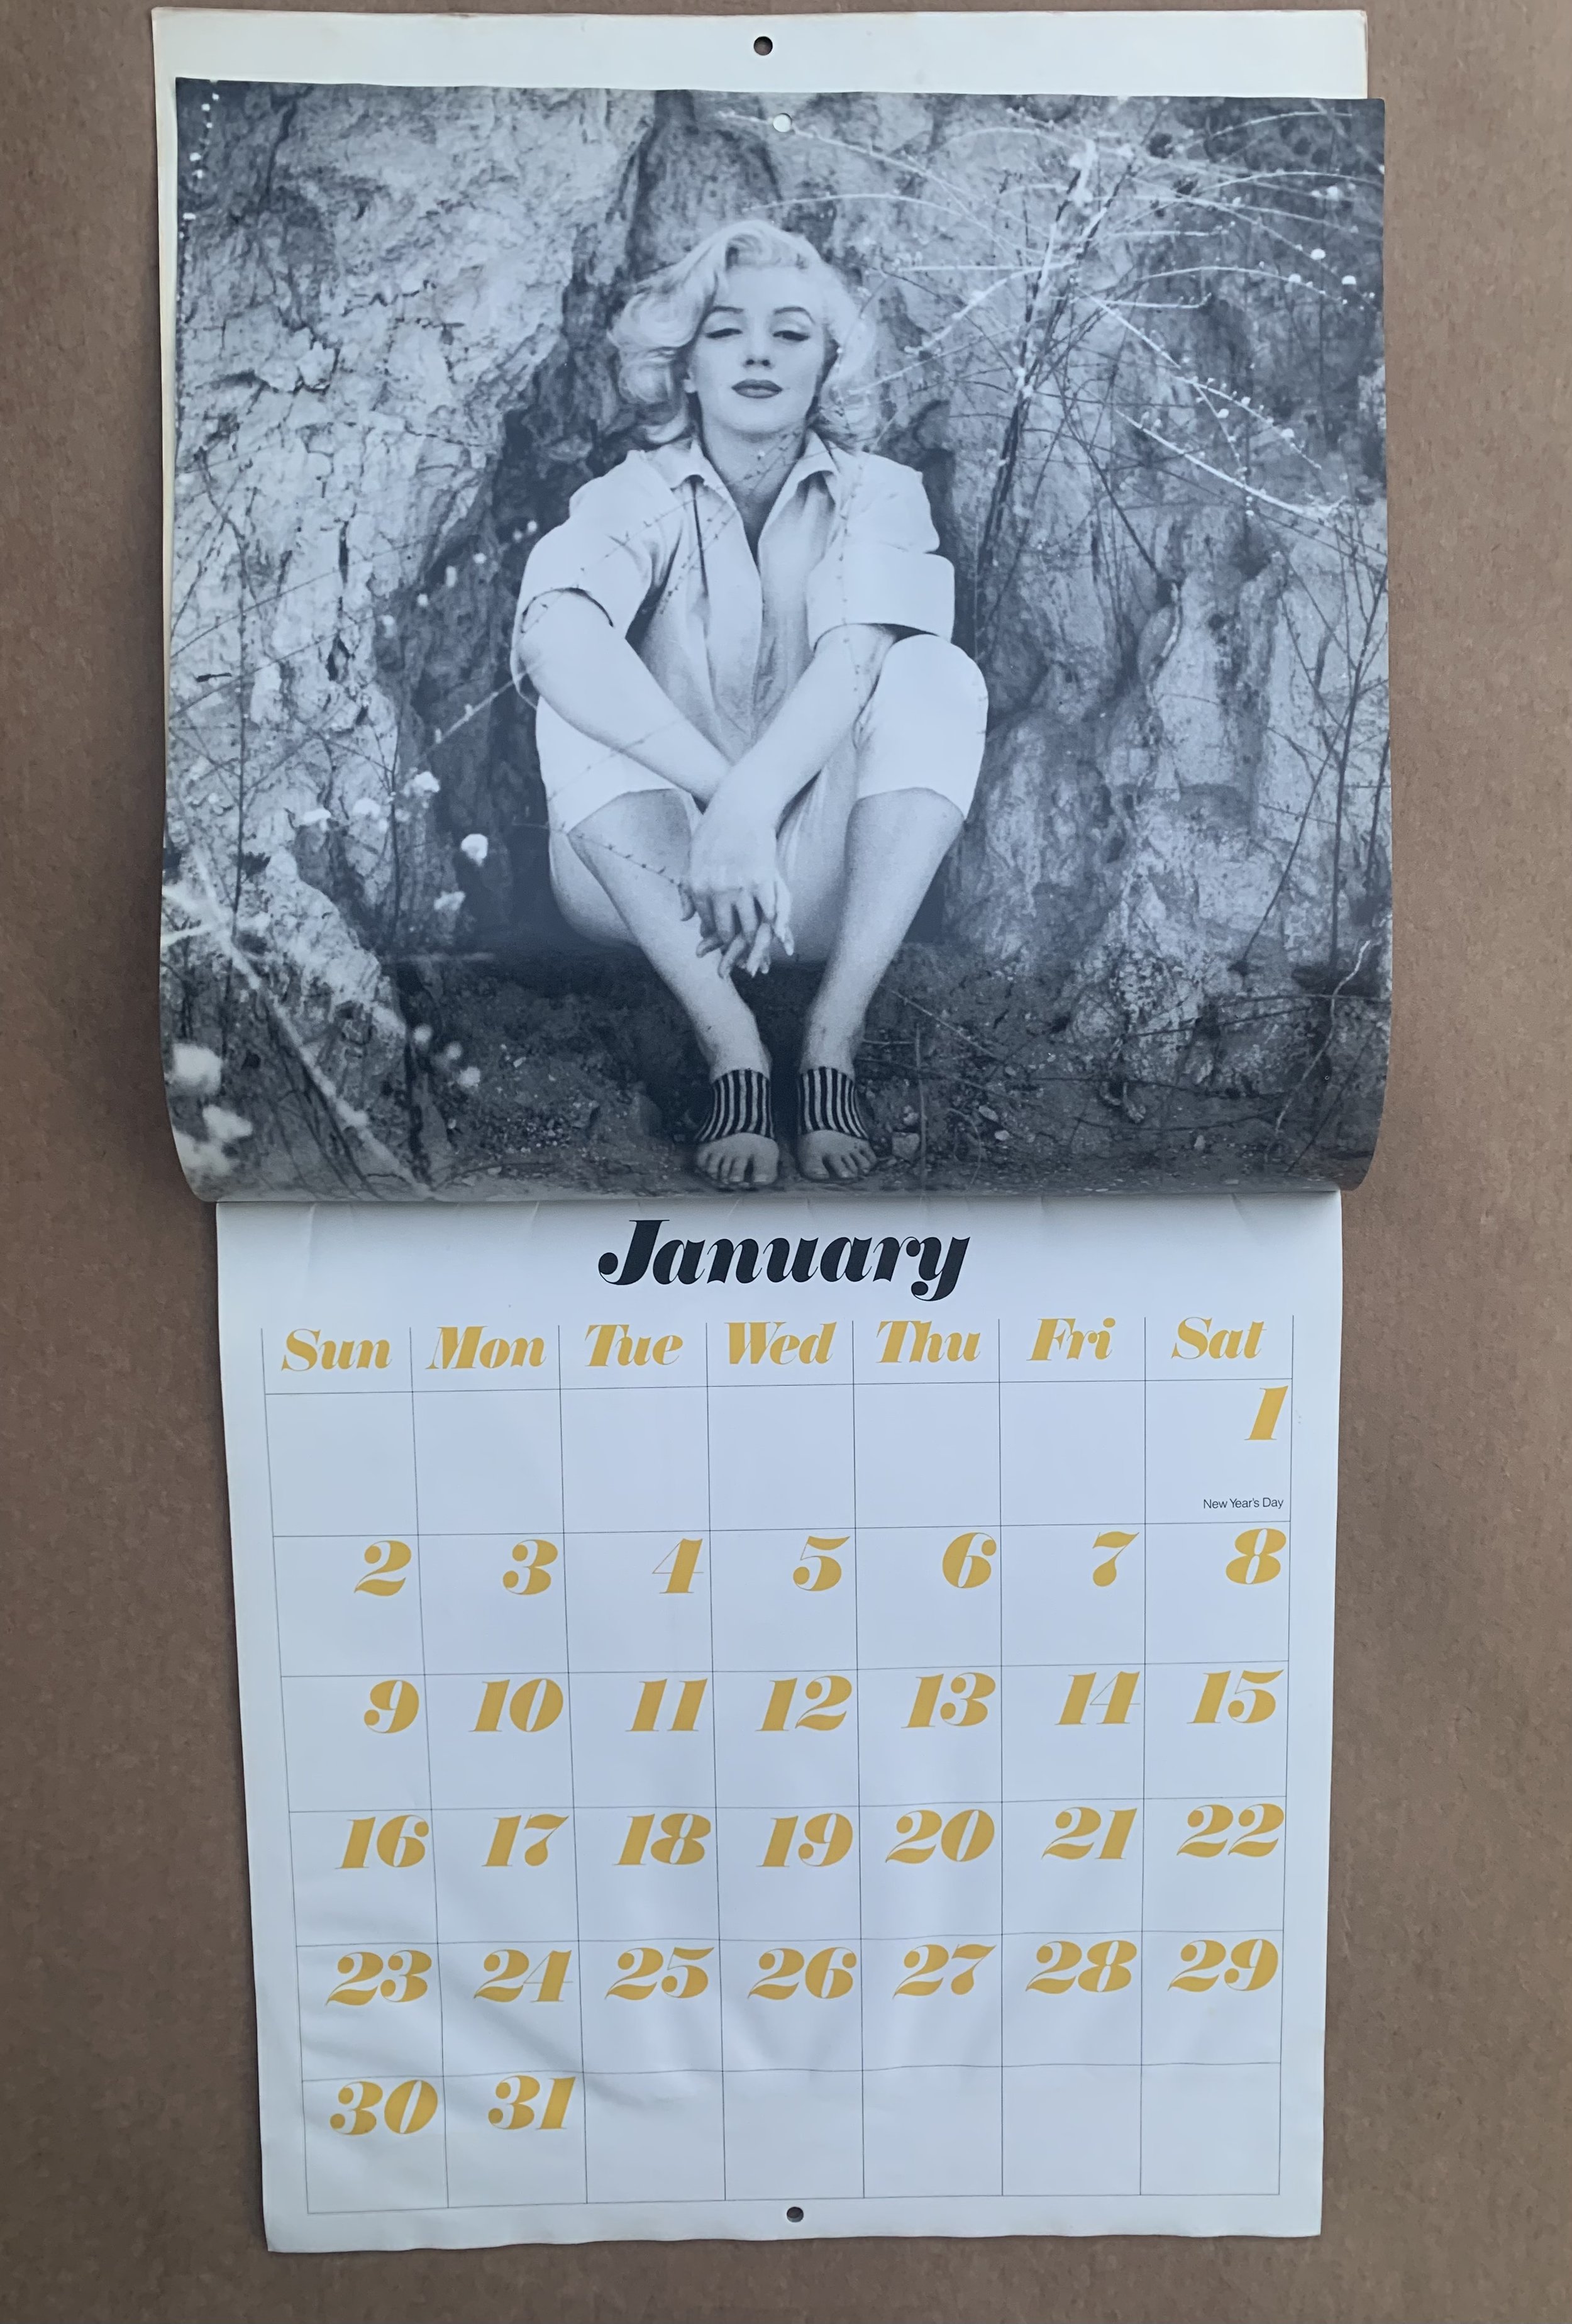 January
Sun Mon Tue Wed Thu Fri Sat
1
New Year's Day
2 3 4 5 6 7 8
9 10 11 12 13 14 15
16 17 18 19 20 21 22
23 24 25 26 27 28 29
30 31